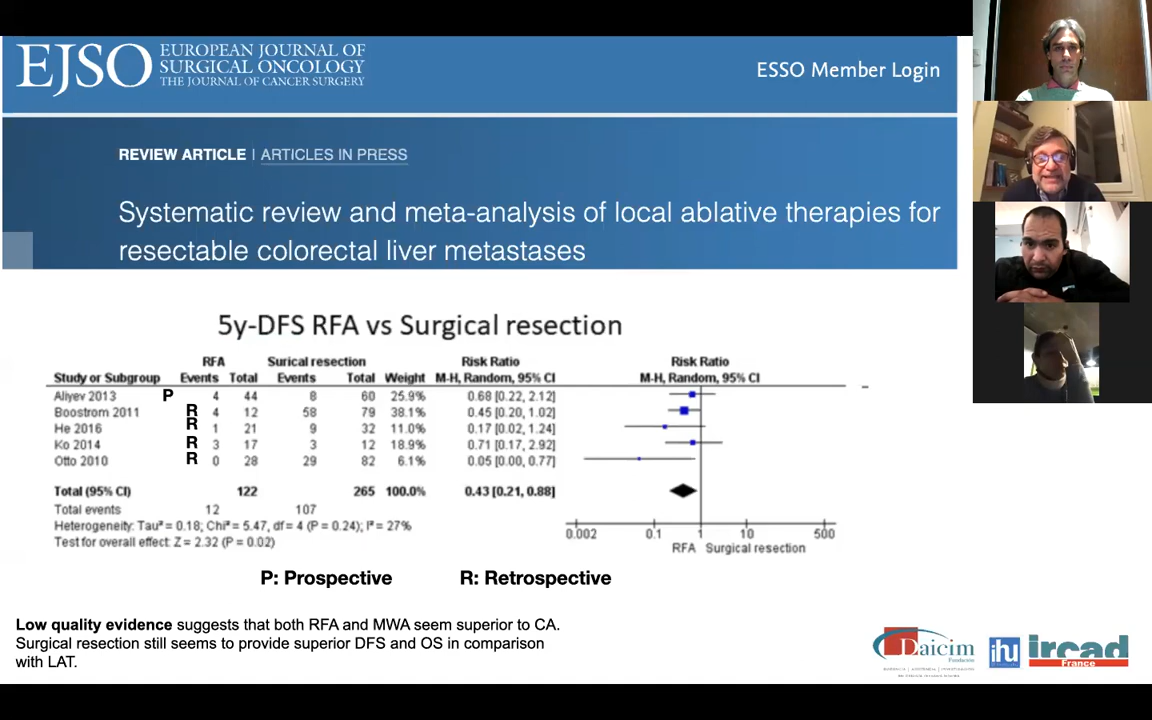 EJSO EUROPEAN JOURNAL OF
SURGICAL ONCOLOGY
THE JOURNAL OF CANCER SURGERY
ESSO Member Login
REVIEW ARTICLE | ARTICLES IN PRESS
Systematic review and meta-analysis of local ablative therapies for
resectable colorectal liver metastases
5y-DFS RFA vs Surgical resection
RFA Surical resection Risk Ratio Risk Ratio
Study or Subgroup Events Total Events Total Weight M-H, Random, 95% CI M-H, Random, 95% CI
Aliyev 2013 P 4 44 8 60 25.9% 0.68 [0.22, 2.12]
Boostrom 2011 R 4 12 58 79 38.1% 0.45 [0.20, 1.02]
He 2016 R 1 21 9 32 11.0% 0.17 [0.02, 1.24]
Ko 2014 R 3 17 3 12 18.9% 0.71 [0.17, 2.92]
Otto 2010 R 0 28 29 82 6.1% 0.05 [0.00, 0.77]
Total (95% CI) 122 265 100.0% 0.43 [0.21, 0.88]
Total events 12 107
Heterogeneity: Tau² = 0.18; Chi² = 5.47, df = 4 (P = 0.24); I² = 27%
Test for overall effect: Z = 2.32 (P = 0.02)
0.002 0.1 1 10 500
RFA Surgical resection
P: Prospective R: Retrospective
Low quality evidence suggests that both RFA and MWA seem superior to CA.
Surgical resection still seems to provide superior DFS and OS in comparison
with LAT.
Daicim
ihu
ircad
France